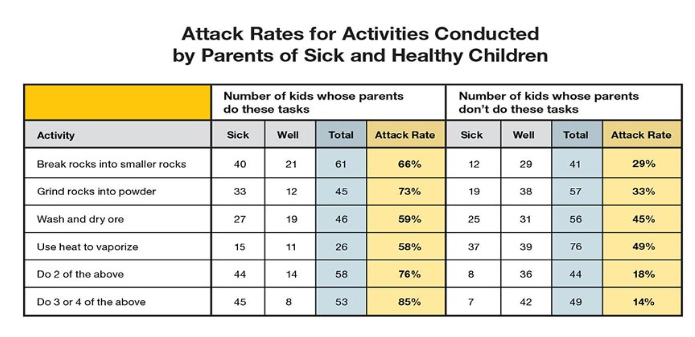 Attack Rates for Activities Conducted
by Parents of Sick and Healthy Children
Number of kids whose parents do these tasks Number of kids whose parents don't do these tasks
Activity Sick Well Total Attack Rate Sick Well Total Attack Rate
Break rocks into smaller rocks 40 21 61 66% 12 29 41 29%
Grind rocks into powder 33 12 45 73% 19 38 57 33%
Wash and dry ore 27 19 46 59% 25 31 56 45%
Use heat to vaporize 15 11 26 58% 37 39 76 49%
Do 2 of the above 44 14 58 76% 8 36 44 18%
Do 3 or 4 of the above 45 8 53 85% 7 42 49 14%